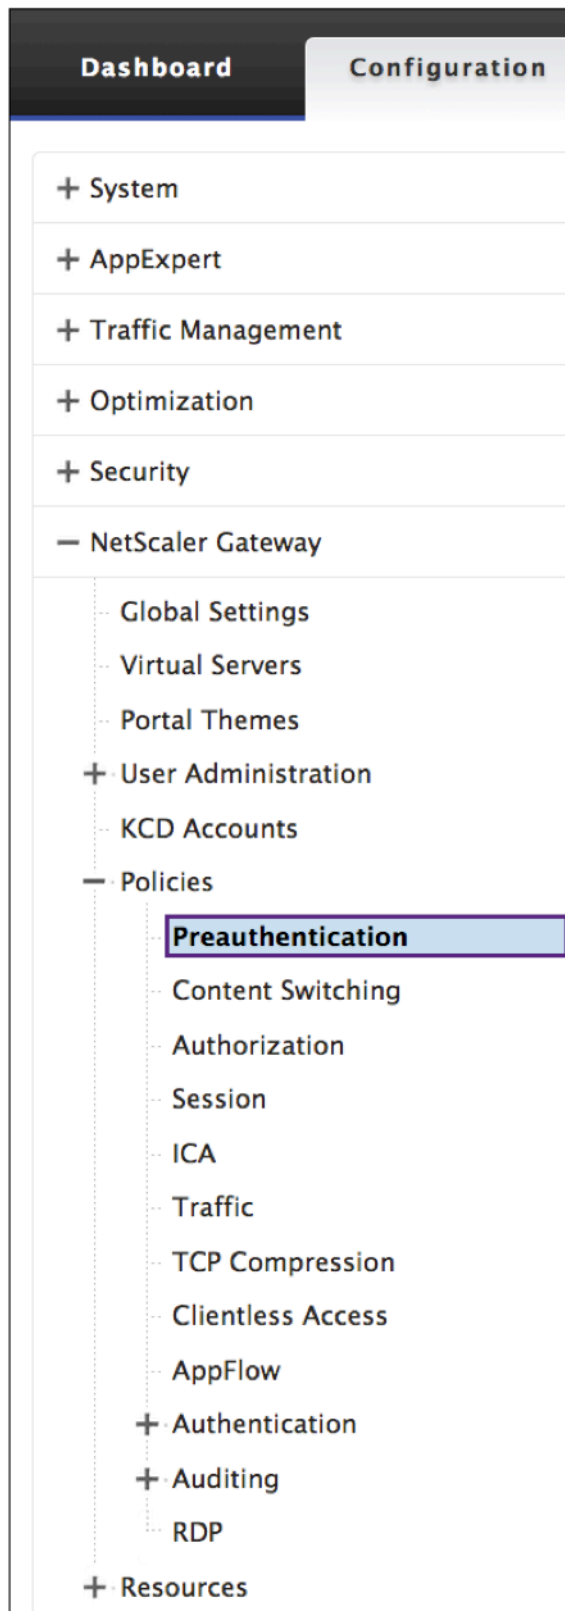 Dashboard Configuration
System
AppExpert
Traffic Management
Optimization
Security
NetScaler Gateway
Global Settings
Virtual Servers
Portal Themes
User Administration
KCD Accounts
Policies
Preauthentication
Content Switching
Authorization
Session
ICA
Traffic
TCP Compression
Clientless Access
AppFlow
Authentication
Auditing
RDP
Resources